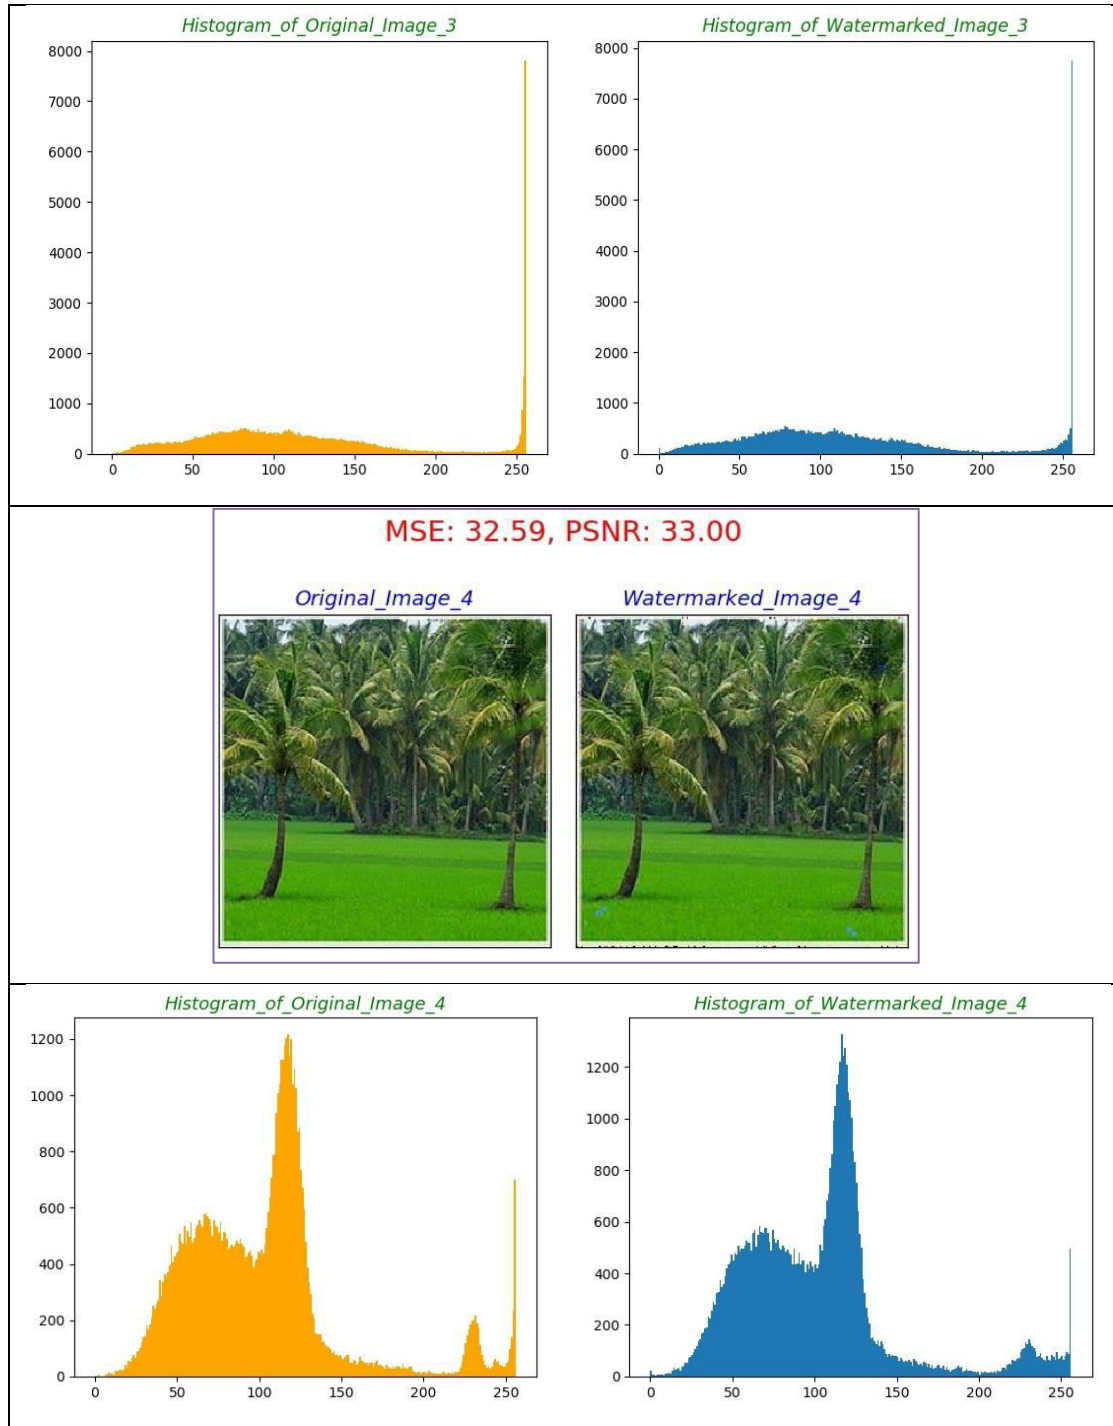 Histogram_of_Original_Image_3
8000
7000
6000
5000
4000
3000
2000
1000
0
0 50 100 150 200 250
Histogram_of_Watermarked_Image_3
8000
7000
6000
5000
4000
3000
2000
1000
0
0 50 100 150 200 250
MSE: 32.59, PSNR: 33.00
Original_Image_4
Watermarked_Image_4
Histogram_of_Original_Image_4
1200
1000
800
600
400
200
0
0 50 100 150 200 250
Histogram_of_Watermarked_Image_4
1200
1000
800
600
400
200
0
0 50 100 150 200 250